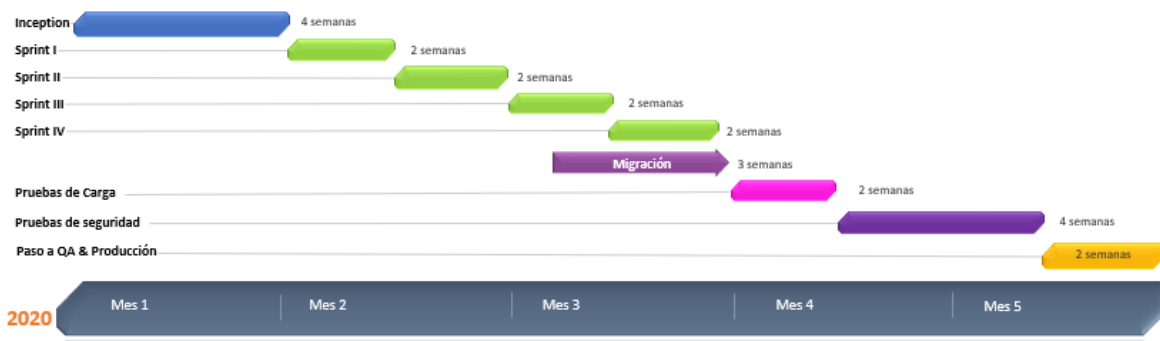 Inception
4 semanas
Sprint I
2 semanas
Sprint II
2 semanas
Sprint III
2 semanas
Sprint IV
2 semanas
Migración
3 semanas
Pruebas de Carga
2 semanas
Pruebas de seguridad
4 semanas
Paso a QA & Producción
2 semanas
2020
Mes 1
Mes 2
Mes 3
Mes 4
Mes 5